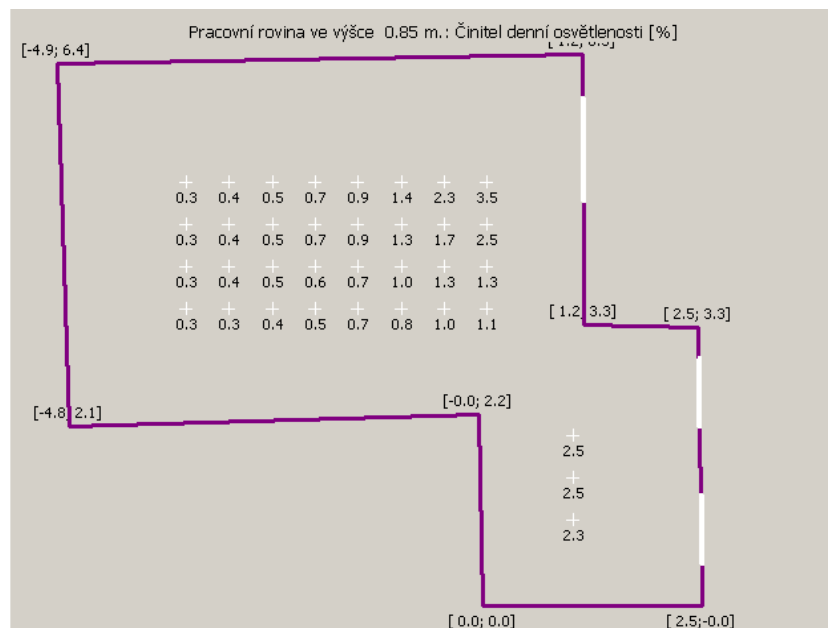 Pracovní rovina ve výšce 0.85 m.: Činitel denní osvětlenosti [%]
[-4.9; 6.4]
0.3 0.4 0.5 0.7 0.9 1.4 2.3 3.5
0.3 0.4 0.5 0.7 0.9 1.3 1.7 2.5
0.3 0.4 0.5 0.6 0.7 1.0 1.3 1.3
0.3 0.3 0.4 0.5 0.7 0.8 1.0 1.1
[ 1.2; 3.3] [ 2.5; 3.3]
[-4.8; 2.1] [-0.0; 2.2]
2.5
2.5
2.3
[ 0.0; 0.0] [ 2.5;-0.0]